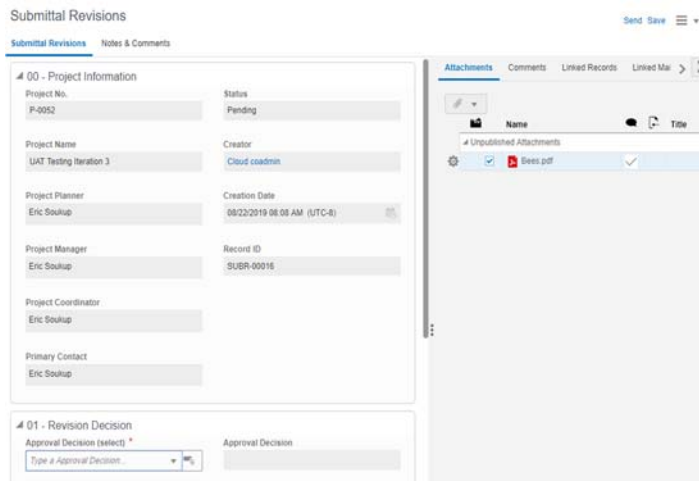 Submittal Revisions
Send Save
Submittal Revisions Notes & Comments
00 - Project Information
Project No.
P-0052
Status
Pending
Project Name
UAT Testing Iteration 3
Creator
Cloud coadmin
Project Planner
Eric Soukup
Creation Date
08/22/2019 08:08 AM (UTC-8)
Project Manager
Eric Soukup
Record ID
SUBR-00016
Project Coordinator
Eric Soukup
Primary Contact
Eric Soukup
01 - Revision Decision
Approval Decision (select) *
Type a Approval Decision...
Approval Decision
Attachments Comments Linked Records Linked Mai
Name Title
Unpublished Attachments
Bees.pdf